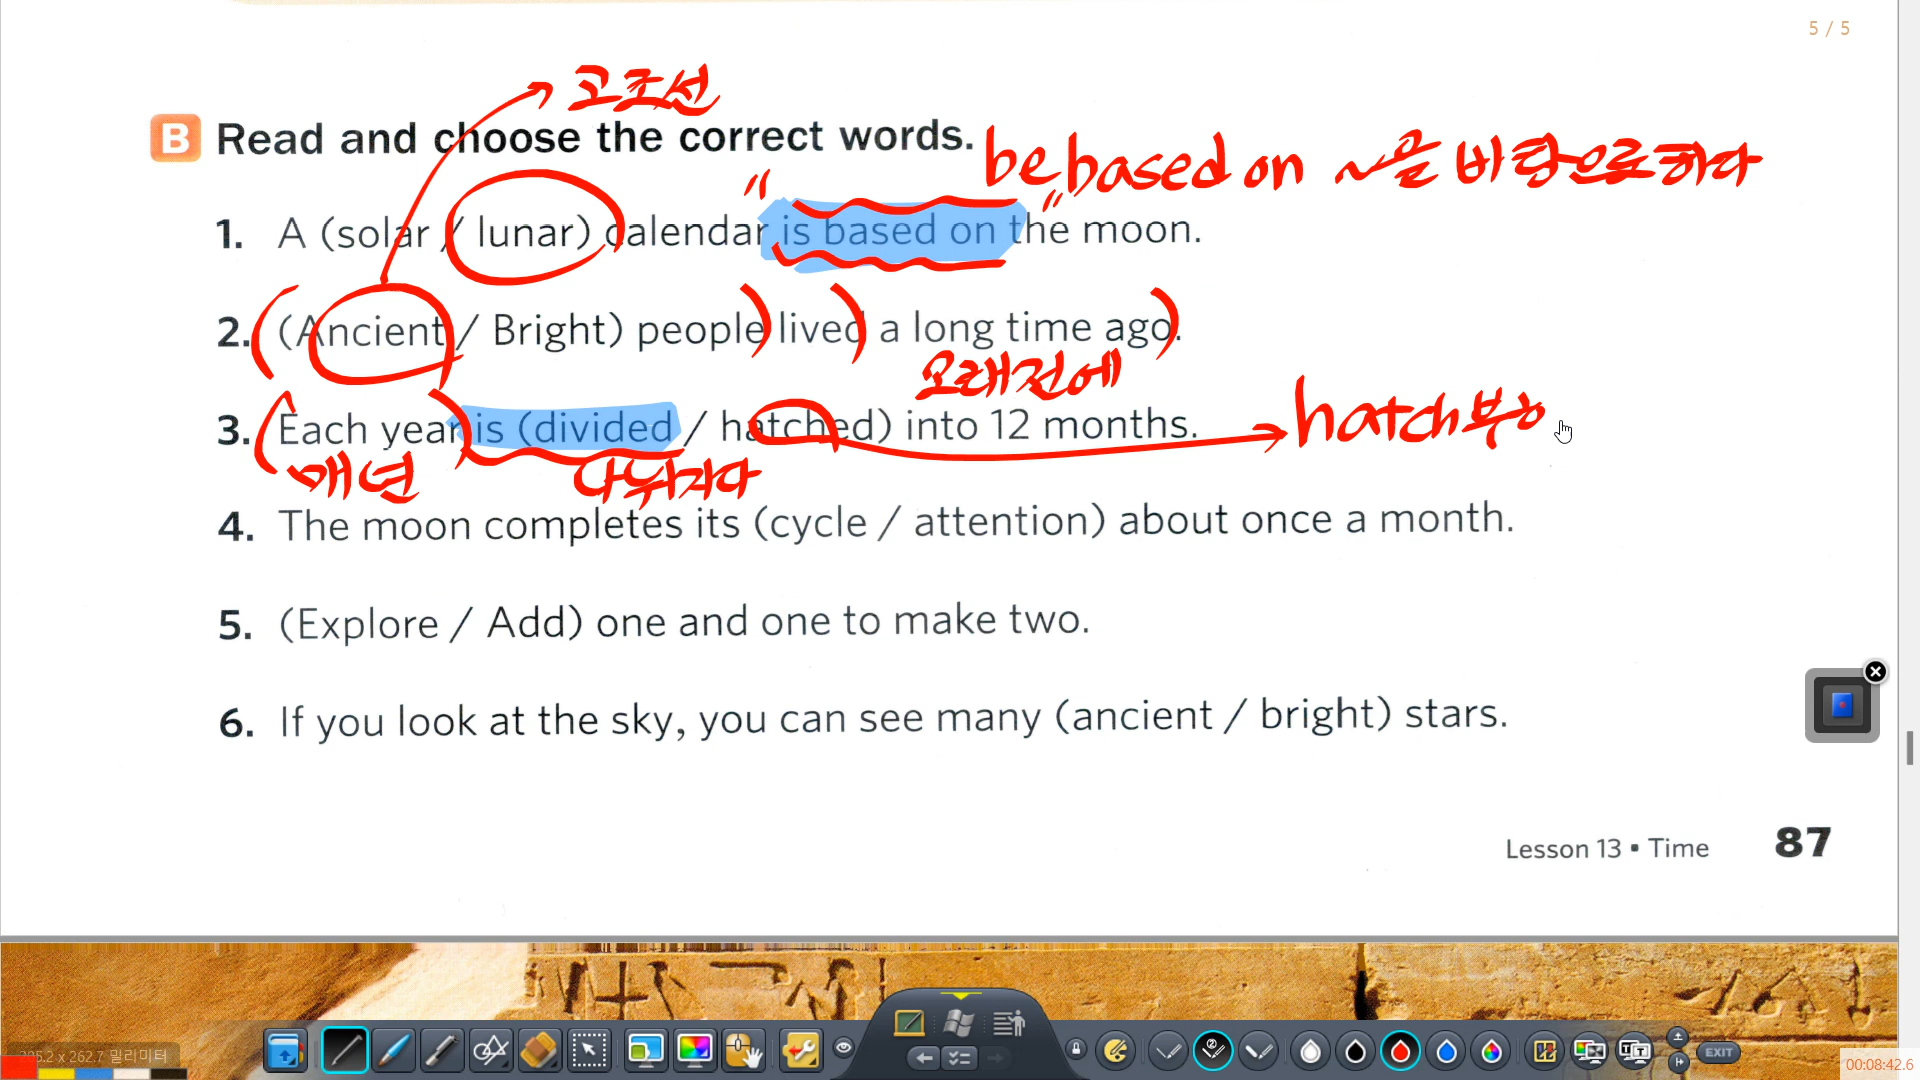 5 / 5
고조선
B Read and choose the correct words.
be based on ~을 바탕으로하다
1. A (solar / lunar) calendar is based on the moon.
2. (Ancient / Bright) people lived a long time ago.
오래전에
3. Each year is (divided / hatched) into 12 months.
hatch 부
매년
나눠지다
4. The moon completes its (cycle / attention) about once a month.
5. (Explore / Add) one and one to make two.
6. If you look at the sky, you can see many (ancient / bright) stars.
Lesson 13 • Time 87
EXIT
00:08:42.6